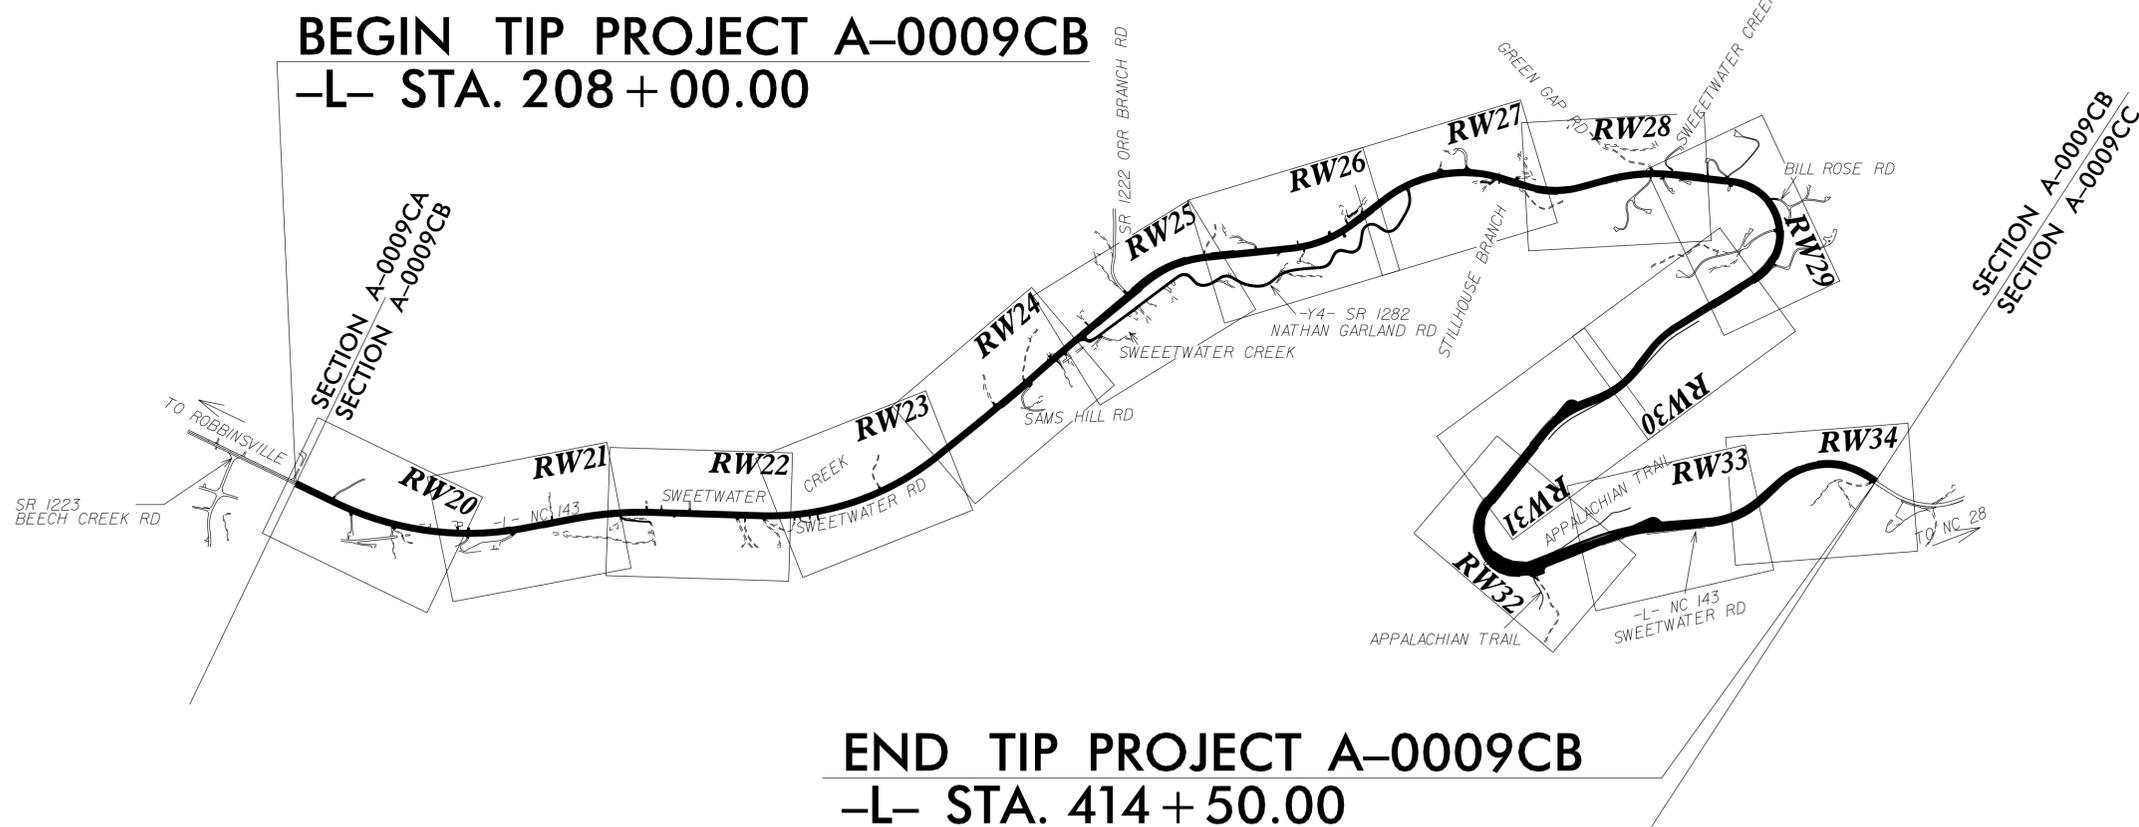 BEGIN TIP PROJECT A–0009CB
–L– STA. 208+00.00
SECTION A–0009CA
SECTION A–0009CB
TO ROBBINSVILLE
SR 1223
BEECH CREEK RD
RW20
RW21
-L- NC 143
RW22
SWEETWATER
CREEK
SWEETWATER RD
RW23
RW24
SAMS HILL RD
SR 1222 ORR BRANCH RD
RW25
SWEEETWATER CREEK
-Y4- SR 1282
NATHAN GARLAND RD
RW26
RW27
STILLHOUSE BRANCH
GREEN GAP RD
RW28
SWEETWATER CREEK
BILL ROSE RD
RW29
RW30
RW31
APPALACHIAN TRAIL
RW32
APPALACHIAN TRAIL
RW33
-L- NC 143
SWEETWATER RD
RW34
TO NC 28
SECTION A–0009CB
SECTION A–0009CC
END TIP PROJECT A–0009CB
–L– STA. 414+50.00